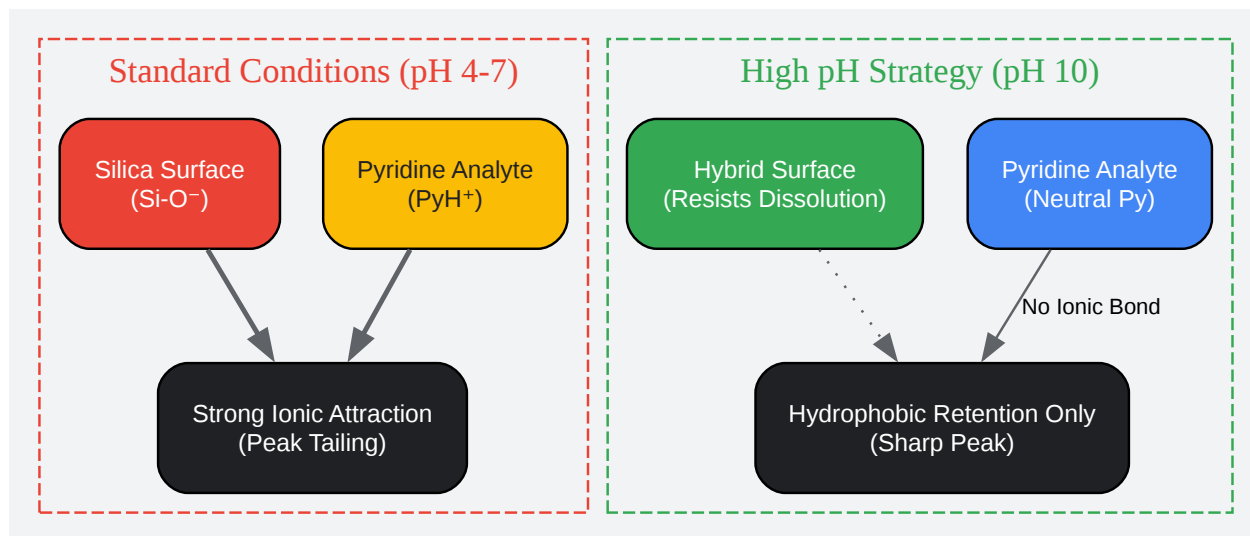 Standard Conditions (pH 4-7)
Silica Surface
(Si-O⁻)
Pyridine Analyte
(PyH⁺)
Strong Ionic Attraction
(Peak Tailing)
High pH Strategy (pH 10)
Hybrid Surface
(Resists Dissolution)
Pyridine Analyte
(Neutral Py)
No Ionic Bond
Hydrophobic Retention Only
(Sharp Peak)